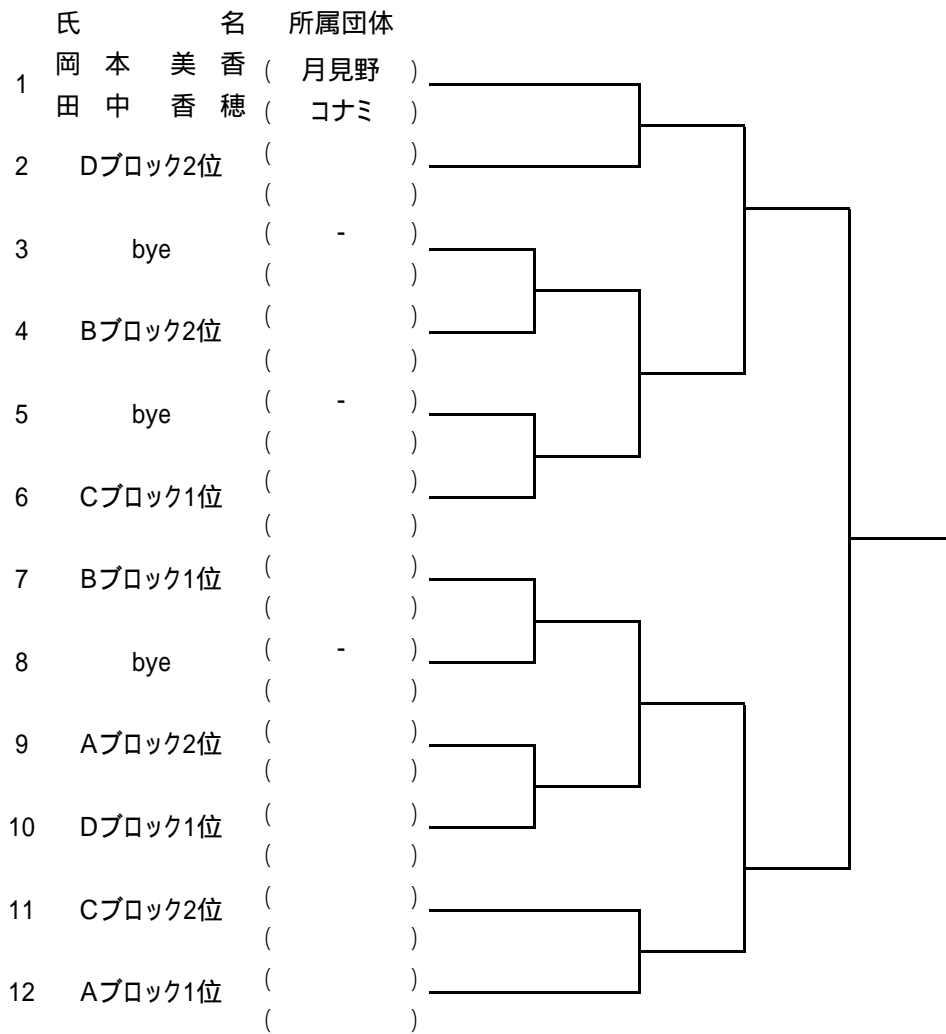 氏 名 所属団体
1 岡 本 美 香 ( 月見野 )
田 中 香 穂 ( コナミ )
2 Dブロック2位 ( )
( )
3 bye ( - )
( )
4 Bブロック2位 ( )
( )
5 bye ( - )
( )
6 Cブロック1位 ( )
( )
7 Bブロック1位 ( )
( )
8 bye ( - )
( )
9 Aブロック2位 ( )
( )
10 Dブロック1位 ( )
( )
11 Cブロック2位 ( )
( )
12 Aブロック1位 ( )
( )